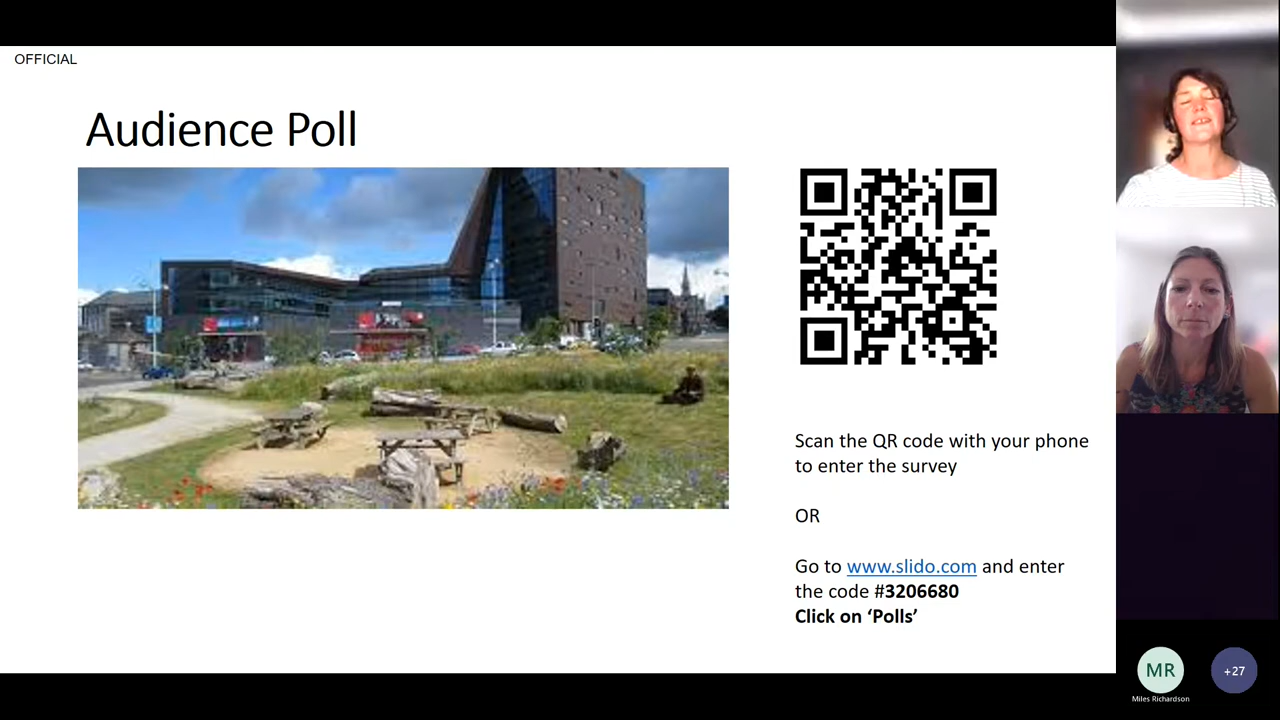 OFFICIAL
Audience Poll
Scan the QR code with your phone
to enter the survey
OR
Go to www.slido.com and enter
the code #3206680
Click on ‘Polls’
MR
Miles Richardson
+27